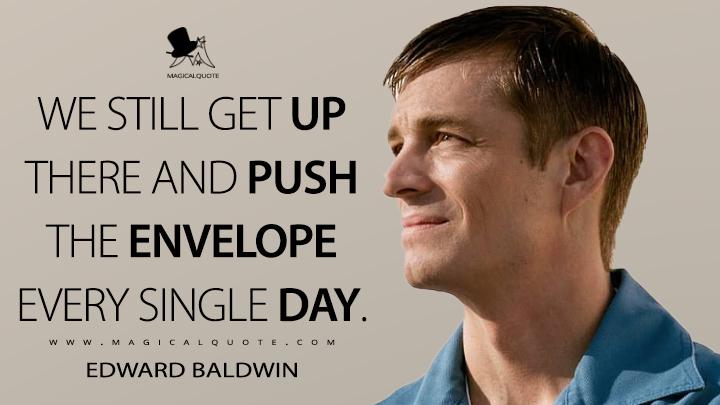 MAGICALQUOTE
WE STILL GET UP
THERE AND PUSH
THE ENVELOPE
EVERY SINGLE DAY.
WWW.MAGICALQUOTE.COM
EDWARD BALDWIN